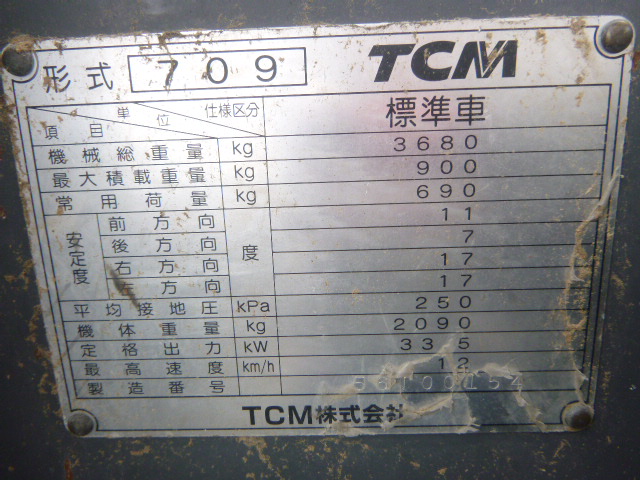 形式 709 TCM
単位 仕様区分 項目 標準車
機械総重量 kg 3680
最大積載重量 kg 900
常用荷重 kg 690
安定度 前方向 度 11
後方向 7
右方向 17
左方向 17
平均接地圧 kPa 250
機体重量 kg 2090
定格出力 kW 33.5
最高速度 km/h 12
製造番号
TCM株式会社